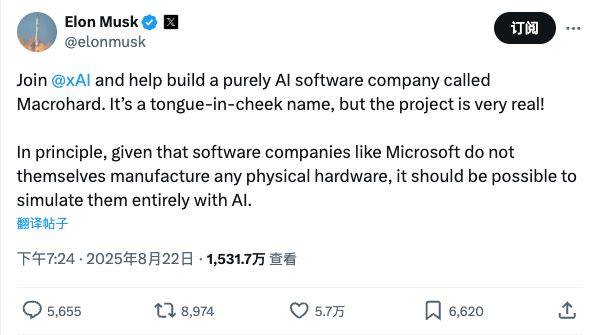 Elon Musk
@elonmusk
订阅
Join @xAI and help build a purely AI software company called
Macrohard. It’s a tongue-in-cheek name, but the project is very real!
In principle, given that software companies like Microsoft do not
themselves manufacture any physical hardware, it should be possible to
simulate them entirely with AI.
翻译帖子
下午7:24 · 2025年8月22日 · 1,531.7万 查看
5,655 8,974 5.7万 6,620